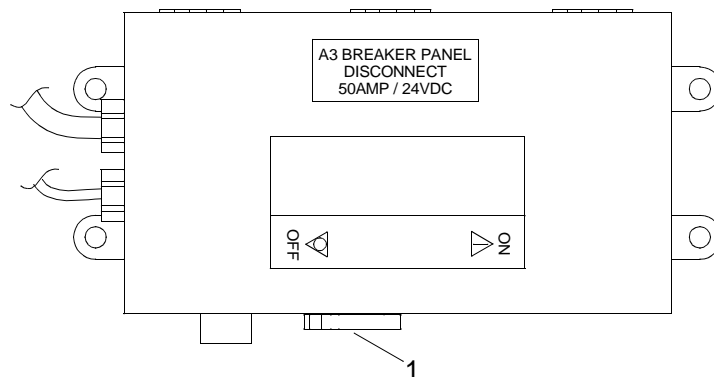 A3 BREAKER PANEL
DISCONNECT
50AMP / 24VDC
OFF
ON
1